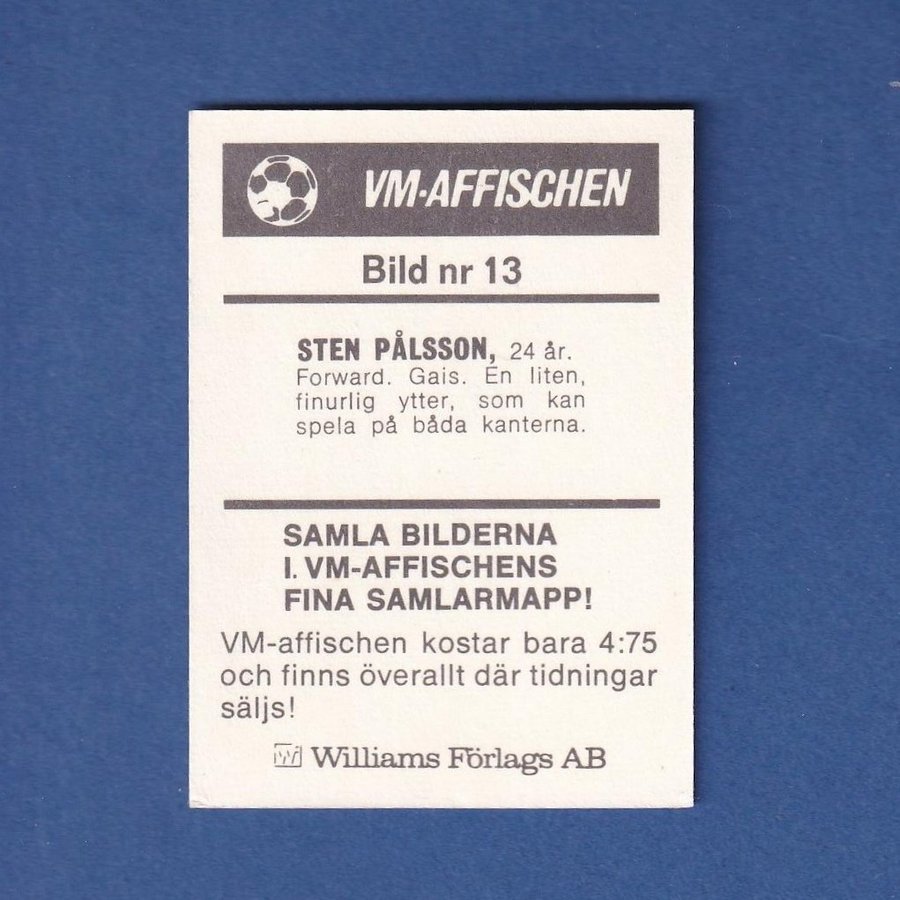 VM-AFFISCHEN
Bild nr 13
STEN PÅLSSON, 24 år.
Forward. Gais. En liten,
finurlig ytter, som kan
spela på båda kanterna.
SAMLA BILDERNA
I. VM-AFFISCHENS
FINA SAMLARMAPP!
VM-affischen kostar bara 4:75
och finns överallt där tidningar
säljs!
Williams Förlags AB